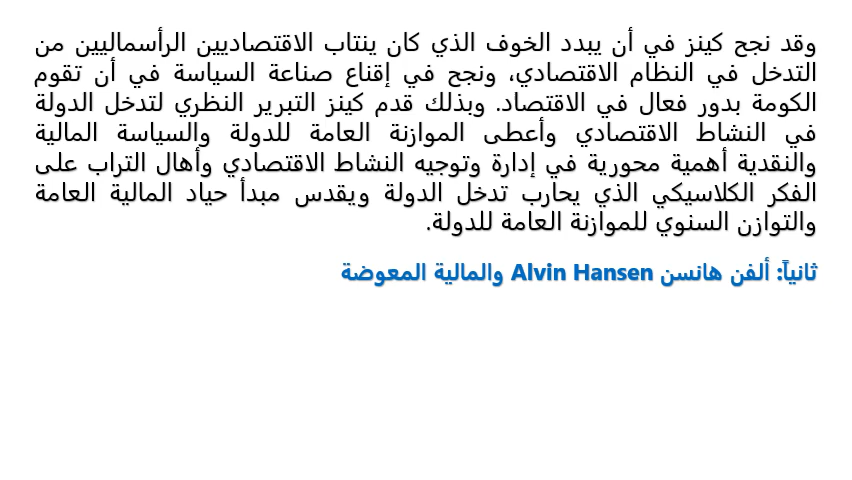 وقد نجح كينز في أن يبدد الخوف الذي كان ينتاب الاقتصاديين الرأسماليين من
التدخل في النظام الاقتصادي، ونجح في إقناع صناعة السياسة في أن تقوم
الكومة بدور فعال في الاقتصاد. وبذلك قدم كينز التبرير النظري لتدخل الدولة
في النشاط الاقتصادي وأعطى الموازنة العامة للدولة والسياسة المالية
والنقدية أهمية محورية في إدارة وتوجيه النشاط الاقتصادي وأهال التراب على
الفكر الكلاسيكي الذي يحارب تدخل الدولة ويقدس مبدأ حياد المالية العامة
والتوازن السنوي للموازنة العامة للدولة.
ثانياً: ألفن هانسن Alvin Hansen والمالية المعوضة